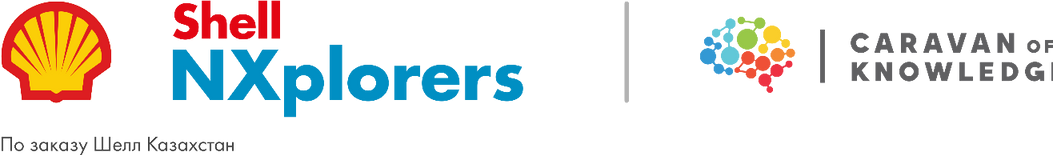 Shell
NXplorers
CARAVAN OF
KNOWLEDG
По заказу Шелл Казахстан